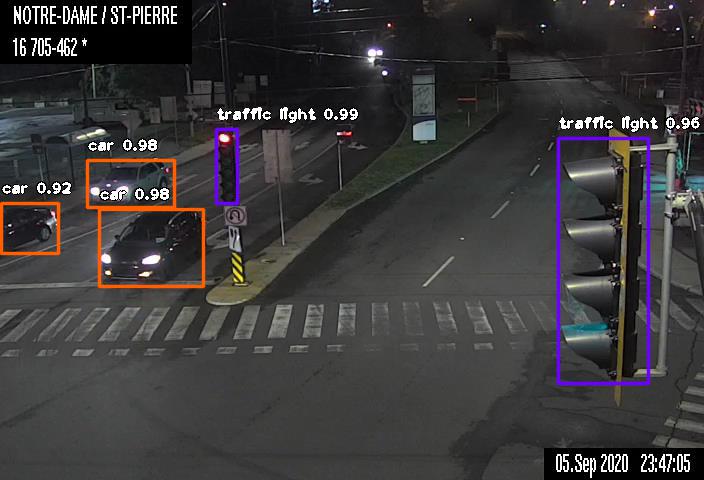 NOTRE-DAME / ST-PIERRE
16 705-462 *
traffic light 0.99
traffic light 0.96
car 0.98
car 0.92
car 0.98
05.Sep 2020 23:47:05